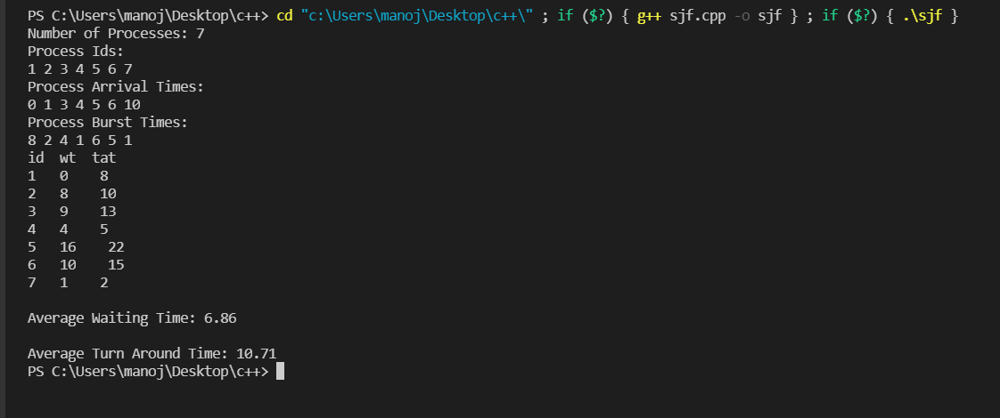 PS C:\Users\manoj\Desktop\c++> cd "c:\Users\manoj\Desktop\c++\" ; if ($?) { g++ sjf.cpp -o sjf } ; if ($?) { .\sjf }
Number of Processes: 7
Process Ids:
1 2 3 4 5 6 7
Process Arrival Times:
0 1 3 4 5 6 10
Process Burst Times:
8 2 4 1 6 5 1
id  wt  tat
1   0    8
2   8    10
3   9    13
4   4    5
5   16    22
6   10    15
7   1    2
Average Waiting Time: 6.86
Average Turn Around Time: 10.71
PS C:\Users\manoj\Desktop\c++>